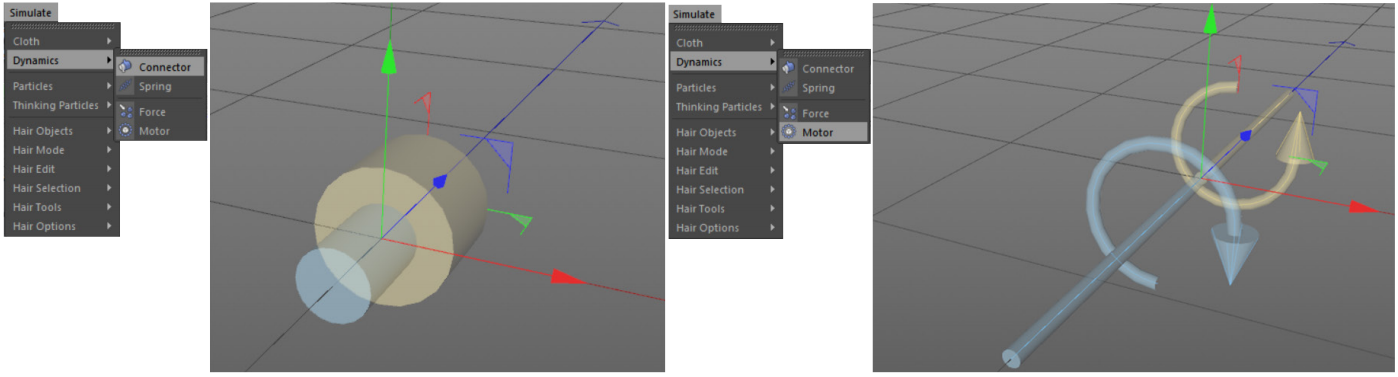 Simulate
Cloth
Dynamics
Particles
Thinking Particles
Hair Objects
Hair Mode
Hair Edit
Hair Selection
Hair Tools
Hair Options
Connector
Spring
Force
Motor
Simulate
Cloth
Dynamics
Particles
Thinking Particles
Hair Objects
Hair Mode
Hair Edit
Hair Selection
Hair Tools
Hair Options
Connector
Spring
Force
Motor